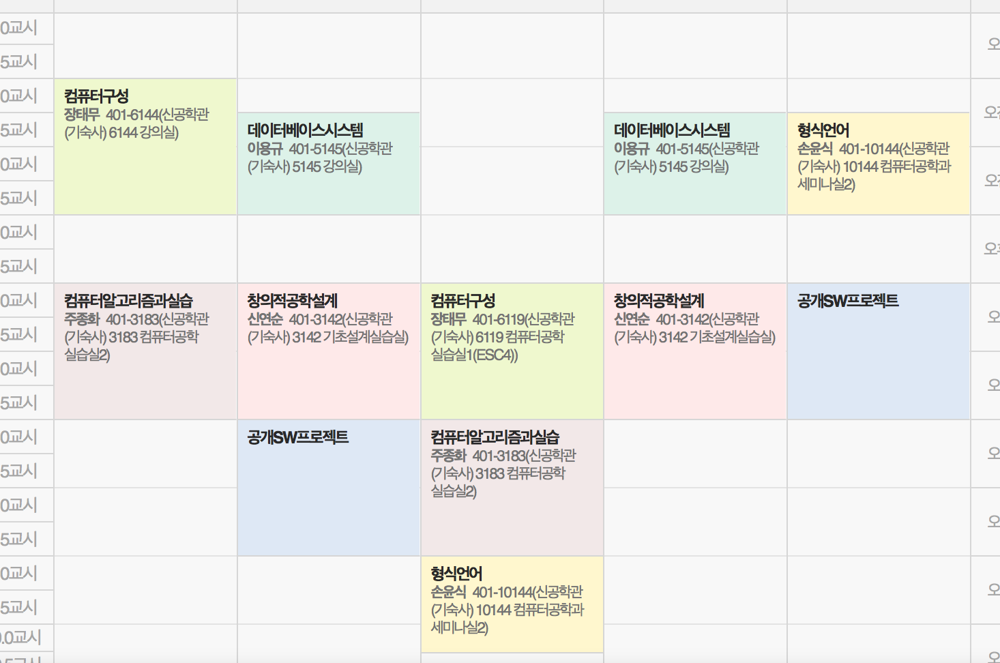 0교시
5교시
0교시
5교시
0교시
5교시
0교시
5교시
0교시
5교시
0교시
5교시
0교시
5교시
0교시
5교시
0교시
5교시
0.0교시
컴퓨터구성
장태무 401-6144(신공학관
(기숙사) 6144 강의실)
컴퓨터알고리즘과실습
주종화 401-3183(신공학관
(기숙사) 3183 컴퓨터공학
실습실2)
데이터베이스시스템
이용규 401-5145(신공학관
(기숙사) 5145 강의실)
창의적공학설계
신연순 401-3142(신공학관
(기숙사) 3142 기초설계실습실)
공개SW프로젝트
컴퓨터구성
장태무 401-6119(신공학관
(기숙사) 6119 컴퓨터공학
실습실1(ESC4))
컴퓨터알고리즘과실습
주종화 401-3183(신공학관
(기숙사) 3183 컴퓨터공학
실습실2)
형식언어
손윤식 401-10144(신공학관
(기숙사) 10144 컴퓨터공학과
세미나실2)
데이터베이스시스템
이용규 401-5145(신공학관
(기숙사) 5145 강의실)
창의적공학설계
신연순 401-3142(신공학관
(기숙사) 3142 기초설계실습실)
형식언어
손윤식 401-10144(신공학관
(기숙사) 10144 컴퓨터공학과
세미나실2)
공개SW프로젝트
오
오
오
오
오
오
오
오
오
오